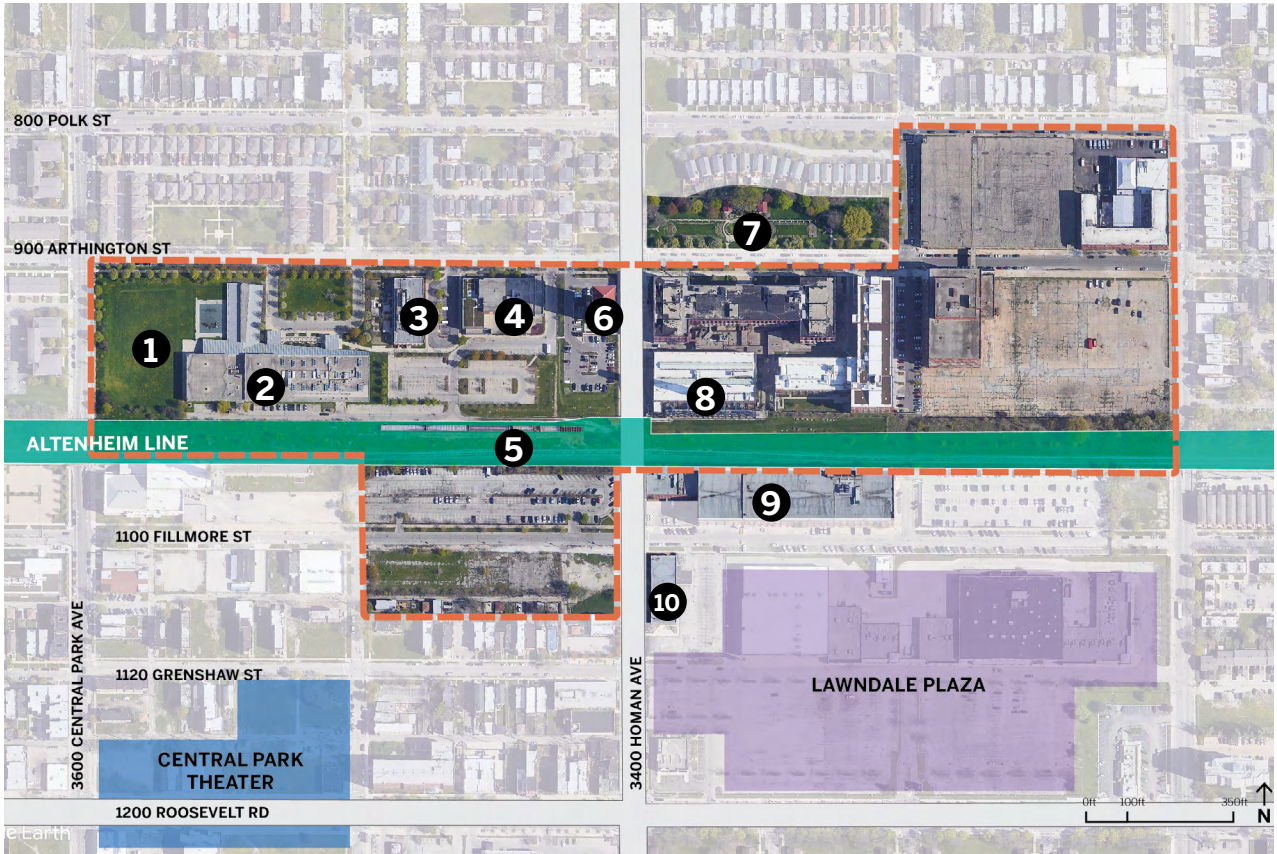 800 POLK ST
900 ARTHINGTON ST
7
1
2
3
4
6
8
ALTENHEIM LINE
5
9
1100 FILLMORE ST
10
3600 CENTRAL PARK AVE
1120 GRENSHAW ST
3400 HOMAN AVE
LAWNDALE PLAZA
CENTRAL PARK
THEATER
1200 ROOSEVELT RD
0ft 100ft 350ft
N
e Earth